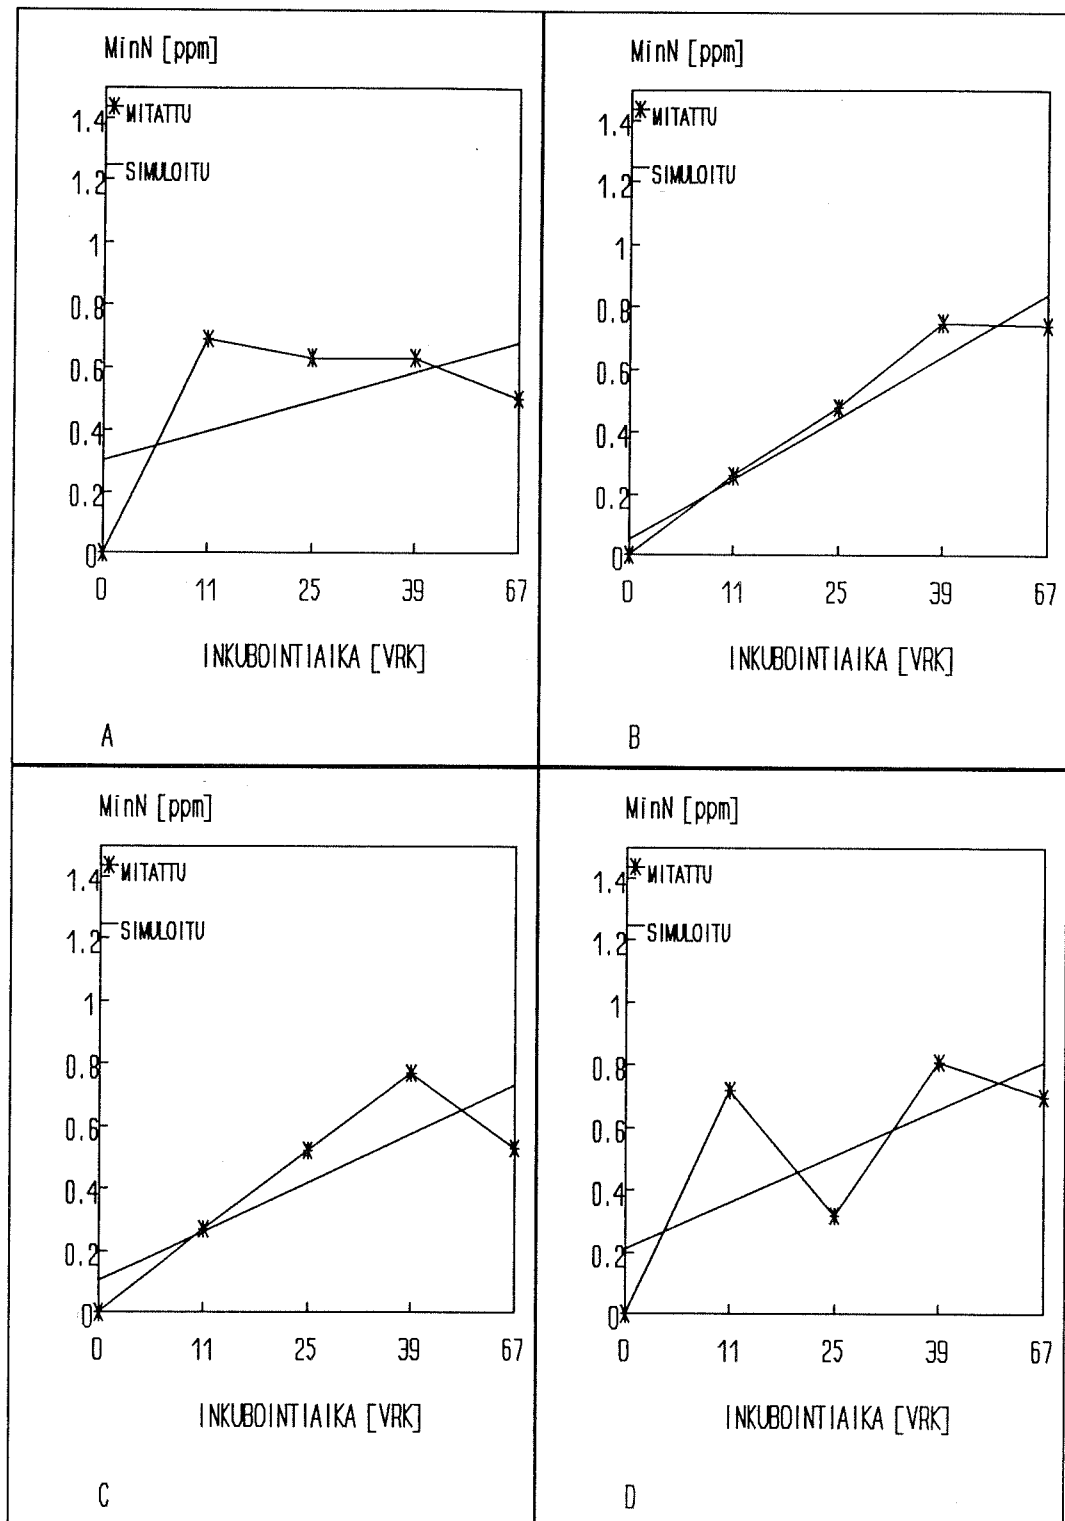 MinN [ppm]
MITATTU
1.4
SIMULOITU
1.2
1
0.8
0.6
0.4
0.2
0
0 11 25 39 67
INKUBOINTIAIKA [VRK]
A
MinN [ppm]
MITATTU
1.4
SIMULOITU
1.2
1
0.8
0.6
0.4
0.2
0
0 11 25 39 67
INKUBOINTIAIKA [VRK]
B
MinN [ppm]
MITATTU
1.4
SIMULOITU
1.2
1
0.8
0.6
0.4
0.2
0
0 11 25 39 67
INKUBOINTIAIKA [VRK]
C
MinN [ppm]
MITATTU
1.4
SIMULOITU
1.2
1
0.8
0.6
0.4
0.2
0
0 11 25 39 67
INKUBOINTIAIKA [VRK]
D